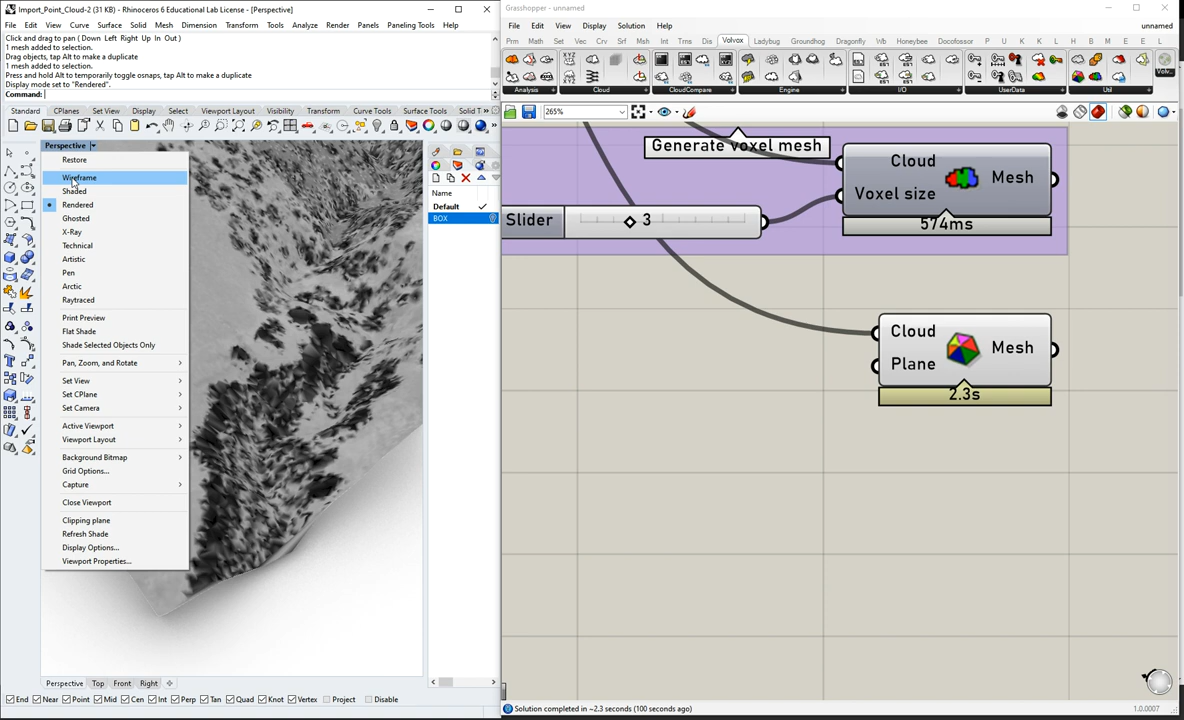 Import_Point_Cloud-2 (31 KB) - Rhinoceros 6 Educational Lab License - [Perspective]
File Edit View Curve Surface Solid Mesh Dimension Transform Tools Analyze Render Panels Paneling Tools Help
Click and drag to pan ( Down Left Right Up In Out )
1 mesh added to selection.
Drag objects, tap Alt to make a duplicate
1 mesh added to selection.
Press and hold Alt to temporarily toggle osnaps, tap Alt to make a duplicate
Display mode set to "Rendered".
Command:
Standard CPlanes Set View Display Select Viewport Layout Visibility Transform Curve Tools Surface Tools Solid T
Perspective
Restore
Wireframe
Shaded
Rendered
Ghosted
X-Ray
Technical
Artistic
Pen
Arctic
Raytraced
Print Preview
Flat Shade
Shade Selected Objects Only
Pan, Zoom, and Rotate
Set View
Set CPlane
Set Camera
Active Viewport
Viewport Layout
Background Bitmap
Grid Options...
Capture
Close Viewport
Clipping plane
Refresh Shade
Display Options...
Viewport Properties...
Name
Default
BOX
Perspective Top Front Right
End Near Point Mid Cen Int Perp Tan Quad Knot Vertex Project Disable
Grasshopper - unnamed
File Edit View Display Solution Help unnamed
Prm Math Set Vec Crv Srf Msh Int Trns Dis Volvox Ladybug Honeybee Goodhrough Dragonfly Wb Honeybee Docofossor P U K K L H B M E E L
Analysis Cloud CloudCompare Engine I/O UserData Util
Volv...
265%
Generate voxel mesh
Cloud
Voxel size
Mesh
574ms
Slider 3
Cloud
Plane
Mesh
2.3s
Solution completed in ~2.3 seconds (100 seconds ago) 1.0.0007